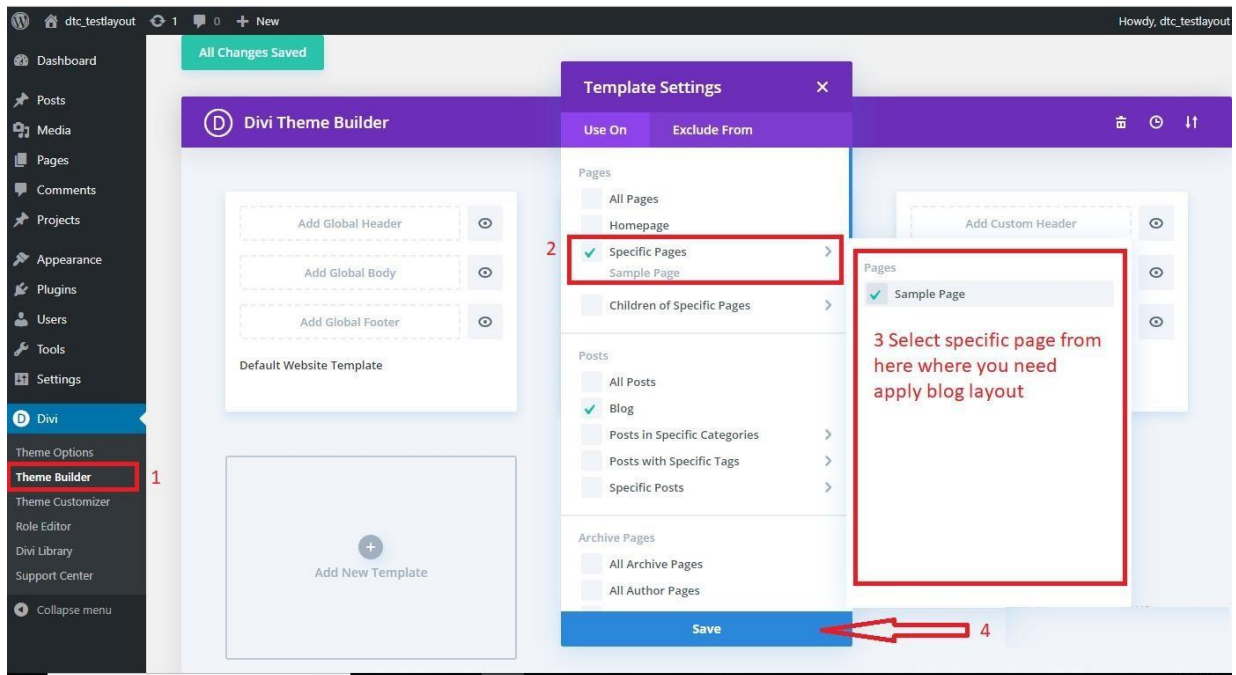 dtc_testlayout 1 0 + New
Howdy, dtc_testlayout
Dashboard
Posts
Media
Pages
Comments
Projects
Appearance
Plugins
Users
Tools
Settings
Divi
Theme Options
Theme Builder
1
Theme Customizer
Role Editor
Divi Library
Support Center
Collapse menu
All Changes Saved
Divi Theme Builder
Add Global Header
Add Global Body
Add Global Footer
Default Website Template
Add New Template
Template Settings
Use On Exclude From
Pages
All Pages
Homepage
2
Specific Pages
Sample Page
Children of Specific Pages
Posts
All Posts
Blog
Posts in Specific Categories
Posts with Specific Tags
Specific Posts
Archive Pages
All Archive Pages
All Author Pages
Save
4
Add Custom Header
Pages
Sample Page
3 Select specific page from
here where you need
apply blog layout